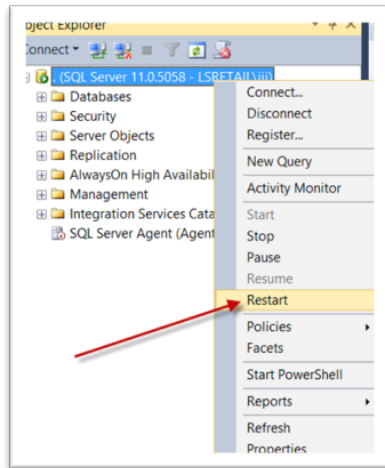 bject Explorer
onnect
(SQL Server 11.0.5058 - LSRETAIL\iii)
Databases
Security
Server Objects
Replication
AlwaysOn High Availabil
Management
Integration Services Cata
SQL Server Agent (Agent
Connect...
Disconnect
Register...
New Query
Activity Monitor
Start
Stop
Pause
Resume
Restart
Policies
Facets
Start PowerShell
Reports
Refresh
Properties